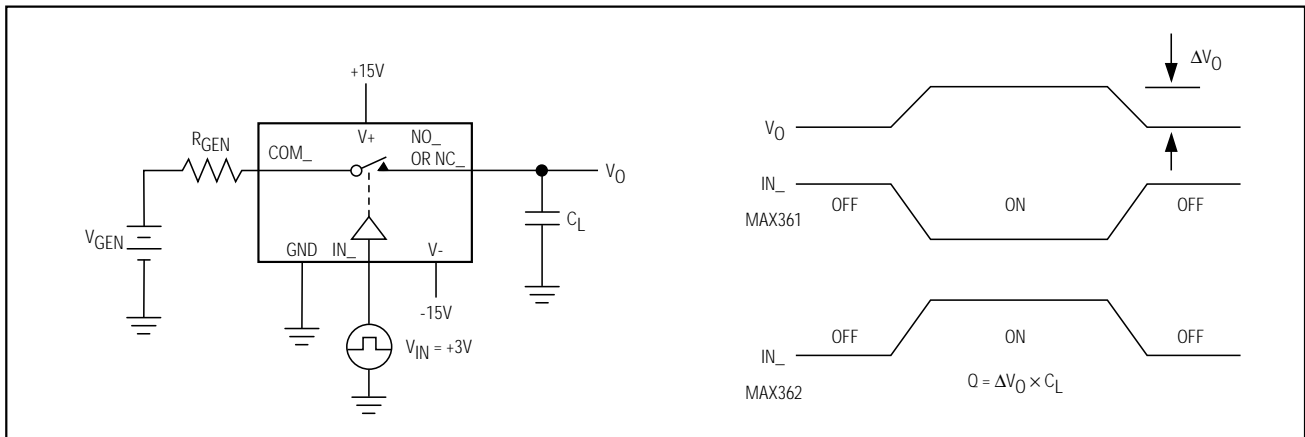 +15V
V+
RGEN
COM_
NO_
OR NC_
VO
VGEN
CL
GND
IN_
V-
-15V
VIN = +3V
ΔVO
VO
IN_
MAX361
OFF
ON
OFF
IN_
MAX362
OFF
ON
OFF
Q = ΔVO × CL